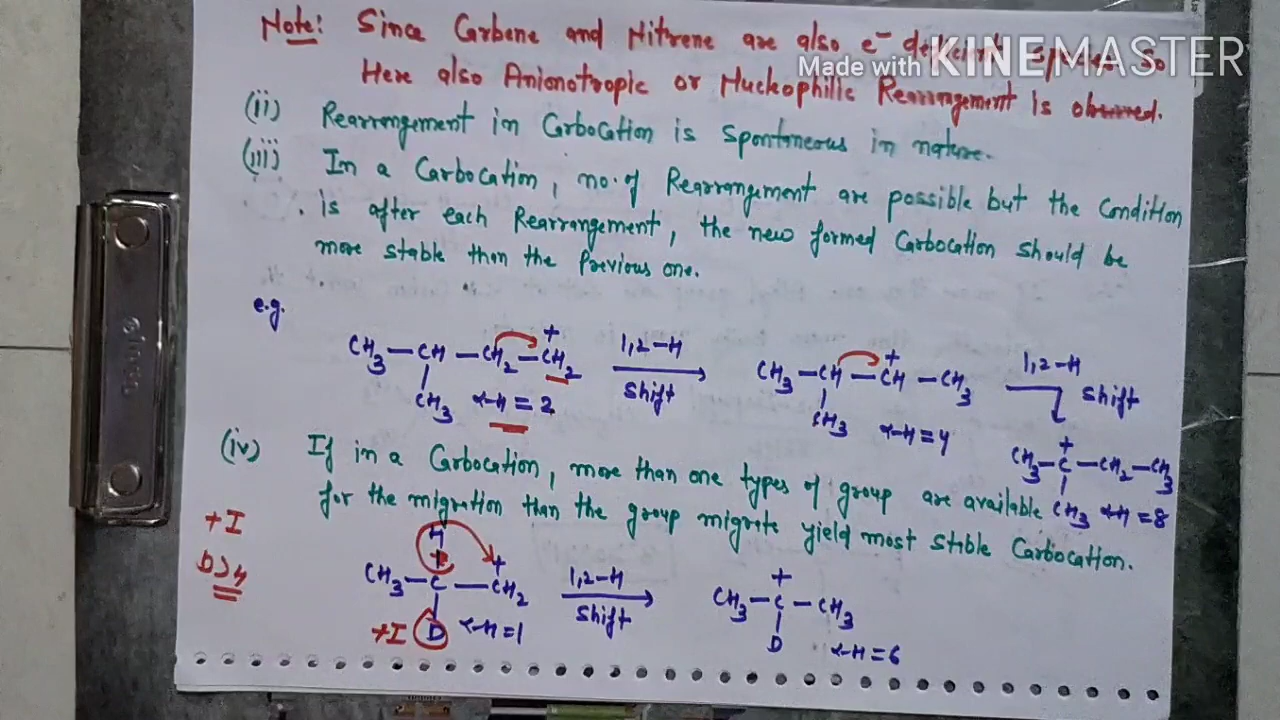 Note: Since Carbene and Nitrene are also e⁻ deficient species so
Made with KINEMASTER
Here also Anionotropic or Nucleophilic Rearrangement is observed.
(ii) Rearrangement in Carbocation is Spontaneous in nature.
(iii) In a Carbocation, no. of Rearrangement are possible but the Condition
is after each Rearrangement, the new formed Carbocation should be
more stable than the Previous one.
e.g.
CH₃ — CH — CH₂ — CH₂ + 1,2-H Shift CH₃ — CH — CH + — CH₃ 1,2-H Shift
CH₃ α-H = 2
CH₃ α-H = 4
CH₃ — C + — CH₂ — CH₃
CH₃ α-H = 8
(iv) If in a Carbocation, more than one types of group are available
for the migration than the group migrate yield most stable Carbocation.
+I
D > H
H
CH₃ — C — CH₂ + 1,2-H Shift CH₃ — C + — CH₃
+I D α-H = 1
D α-H = 6